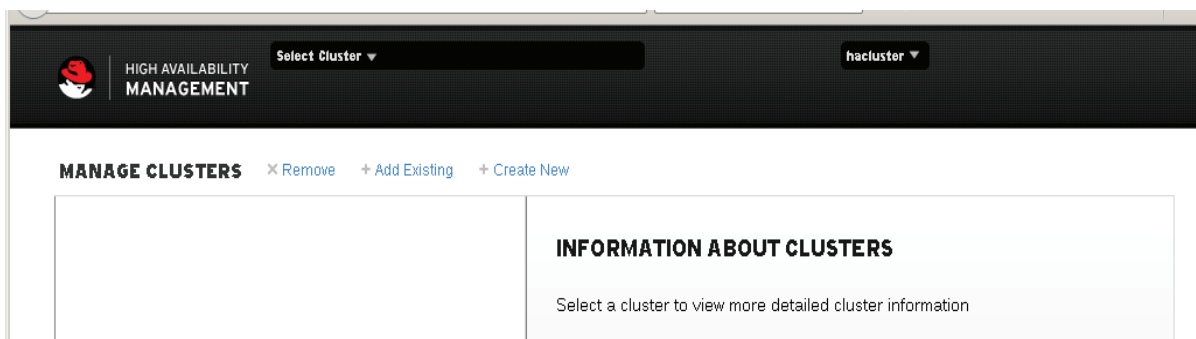 Select Cluster
hacluster
HIGH AVAILABILITY
MANAGEMENT
MANAGE CLUSTERS × Remove + Add Existing + Create New
INFORMATION ABOUT CLUSTERS
Select a cluster to view more detailed cluster information